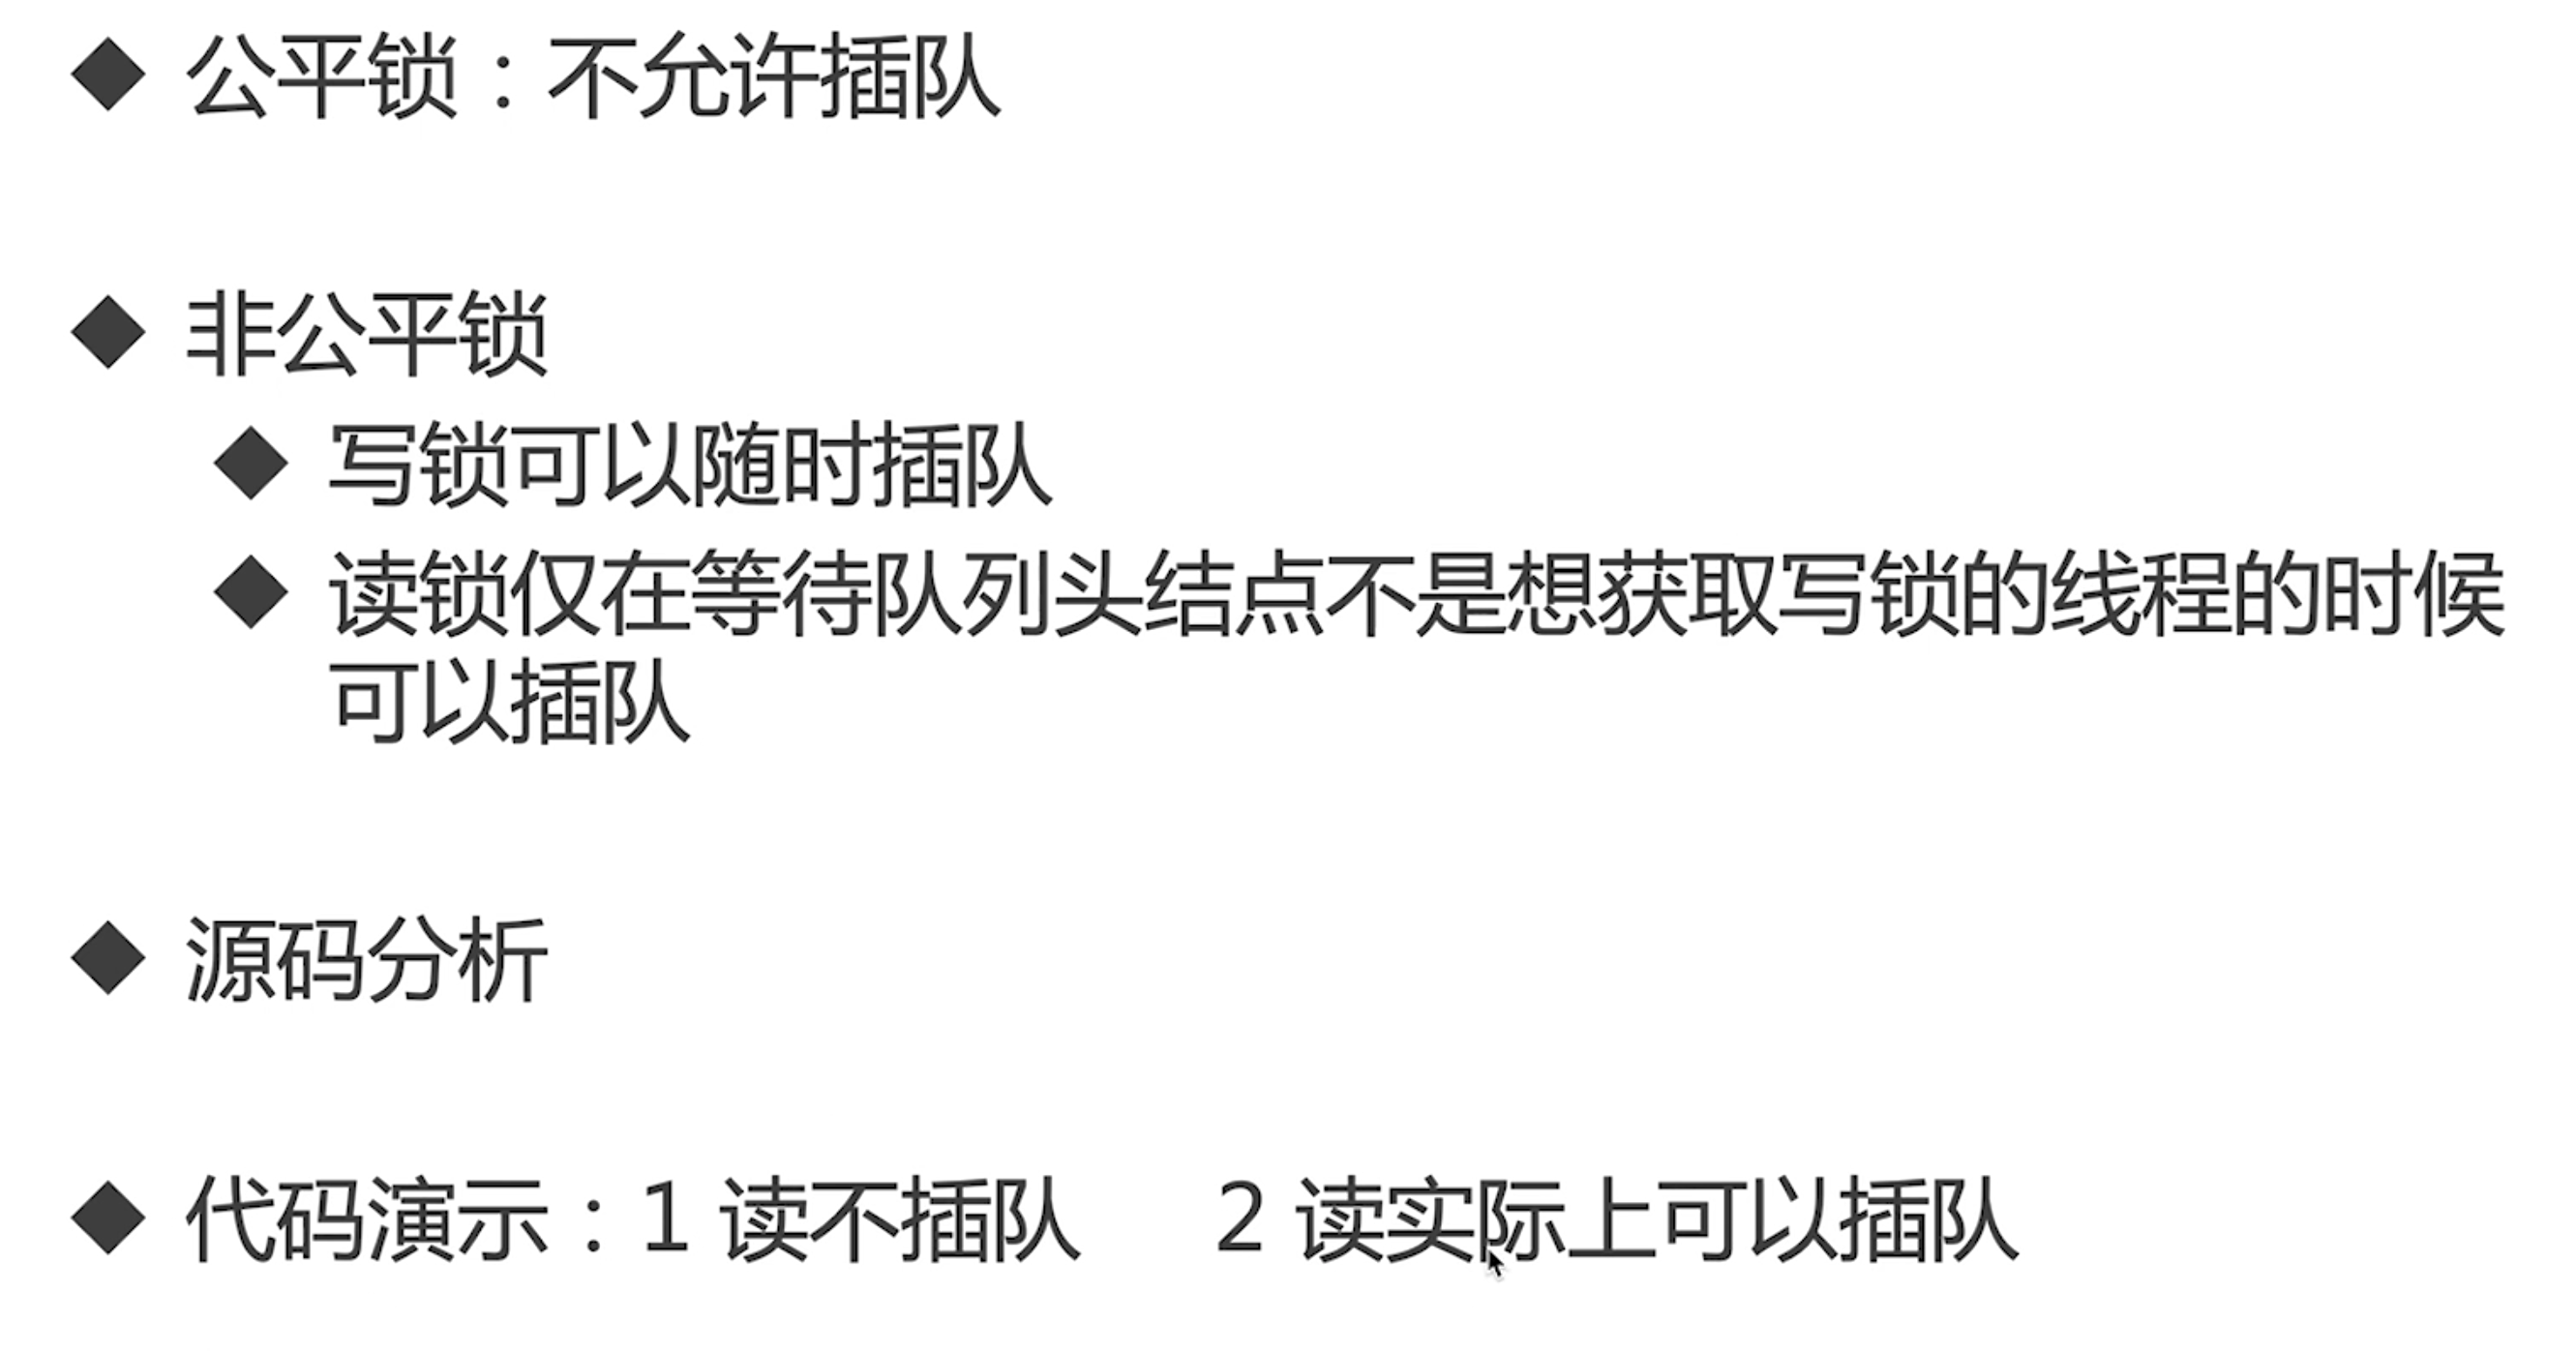 公平锁：不允许插队
非公平锁
写锁可以随时插队
读锁仅在等待队列头结点不是想获取写锁的线程的时候
可以插队
源码分析
代码演示：1 读不插队 2 读实际上可以插队